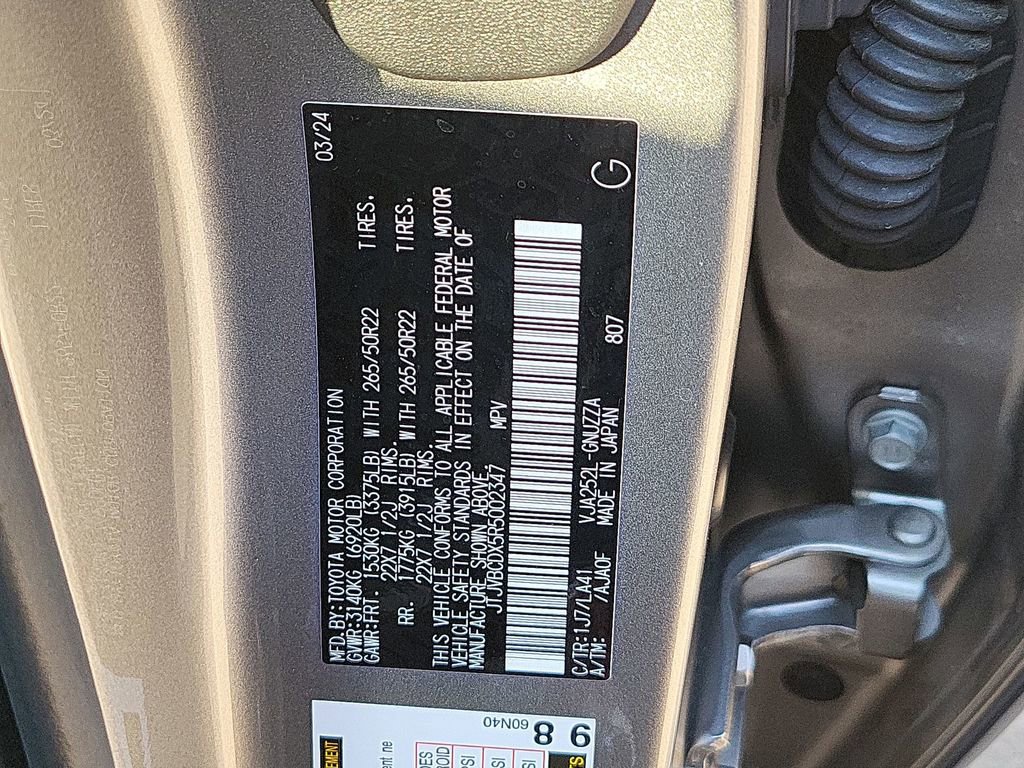 MFD.BY:TOYOTA MOTOR CORPORATION 03/24
GVWR:3140KG (6920LB)
GAWR:FRT. 1530KG (3375LB) WITH 265/50R22 TIRES.
22X7 1/2J RIMS.
RR. 1775KG (3915LB) WITH 265/50R22 TIRES.
22X7 1/2J RIMS.
THIS VEHICLE CONFORMS TO ALL APPLICABLE FEDERAL MOTOR
VEHICLE SAFETY STANDARDS IN EFFECT ON THE DATE OF
MANUFACTURE SHOWN ABOVE.
JTJVBCDX5R5002347 MPV
C/TR:1J7/LA41 VJA252L-GNUZZA
A/TM: /AJA0F MADE IN JAPAN 807 G
60N40
8
9